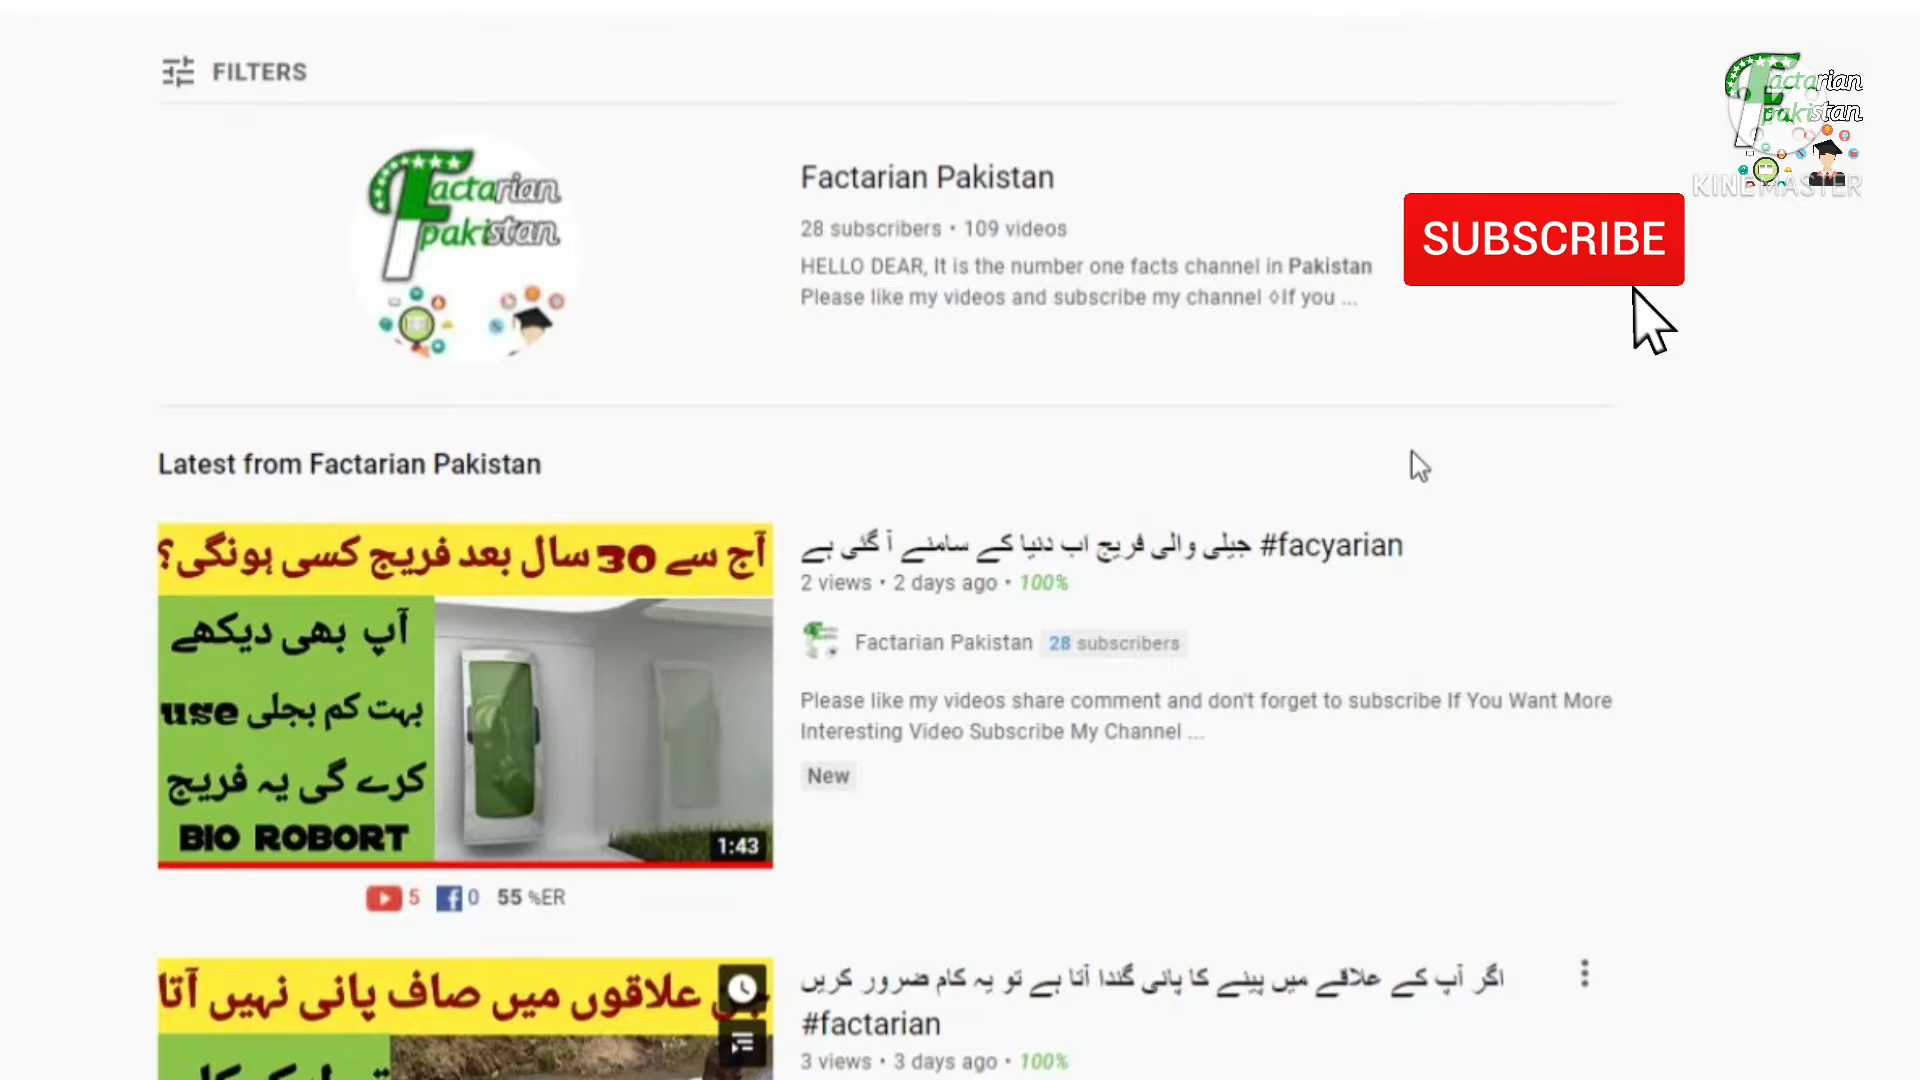 FILTERS
Factarian
Pakistan
KINEMASTER
Factarian
Pakistan
Factarian Pakistan
28 subscribers • 109 videos
HELLO DEAR, It is the number one facts channel in Pakistan
Please like my videos and subscribe my channel ◊If you ...
SUBSCRIBE
Latest from Factarian Pakistan
آج سے 30 سال بعد فریج کسی ہونگی؟
آپ بھی دیکھے
بہت کم بجلی use
کرے گی یہ فریج
BIO ROBORT
1:43
5 0 55 %ER
جیلی والی فریج اب دنیا کے سامنے آ گئی ہے #facyarian
2 views • 2 days ago • 100%
Factarian Pakistan 28 subscribers
Please like my videos share comment and don't forget to subscribe If You Want More
Interesting Video Subscribe My Channel ...
New
علاقوں میں صاف پانی نہیں آتا
اگر آپ کے علاقے میں پینے کا پانی گندا آتا ہے تو یہ کام ضرور کریں
#factarian
3 views • 3 days ago • 100%